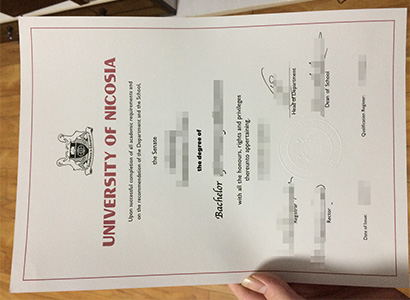 UNIVERSITY OF NICOSIA
Upon successful completion of all academic requirements and
on the recommendation of the Department and the School,
the Senate
the degree of
Bachelor
with all the honours, rights and privileges
thereunto appertaining.
Head of Department
Dean of School
Registrar
Rector
Qualification Register:
Date of Issue: